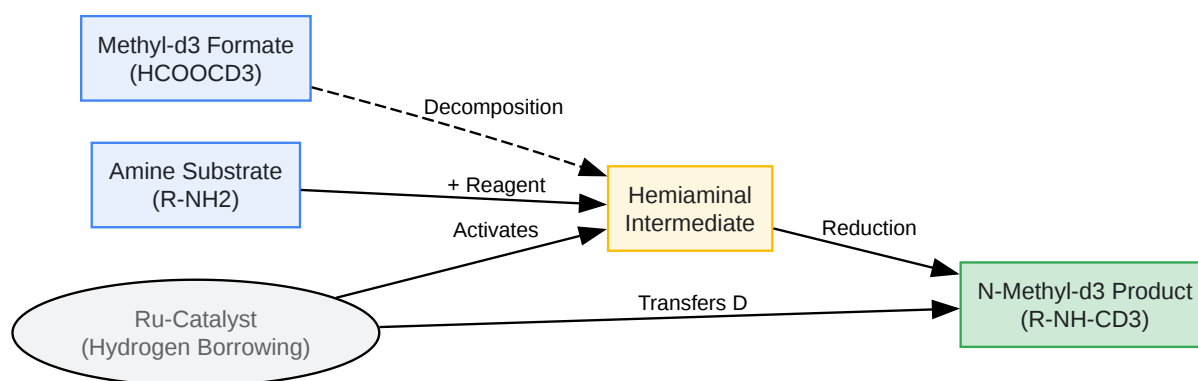 Methyl-d3 Formate
(HCOOCD3)
Decomposition
Amine Substrate
(R-NH2)
+ Reagent
Hemiaminal
Intermediate
Activates
Reduction
N-Methyl-d3 Product
(R-NH-CD3)
Transfers D
Ru-Catalyst
(Hydrogen Borrowing)